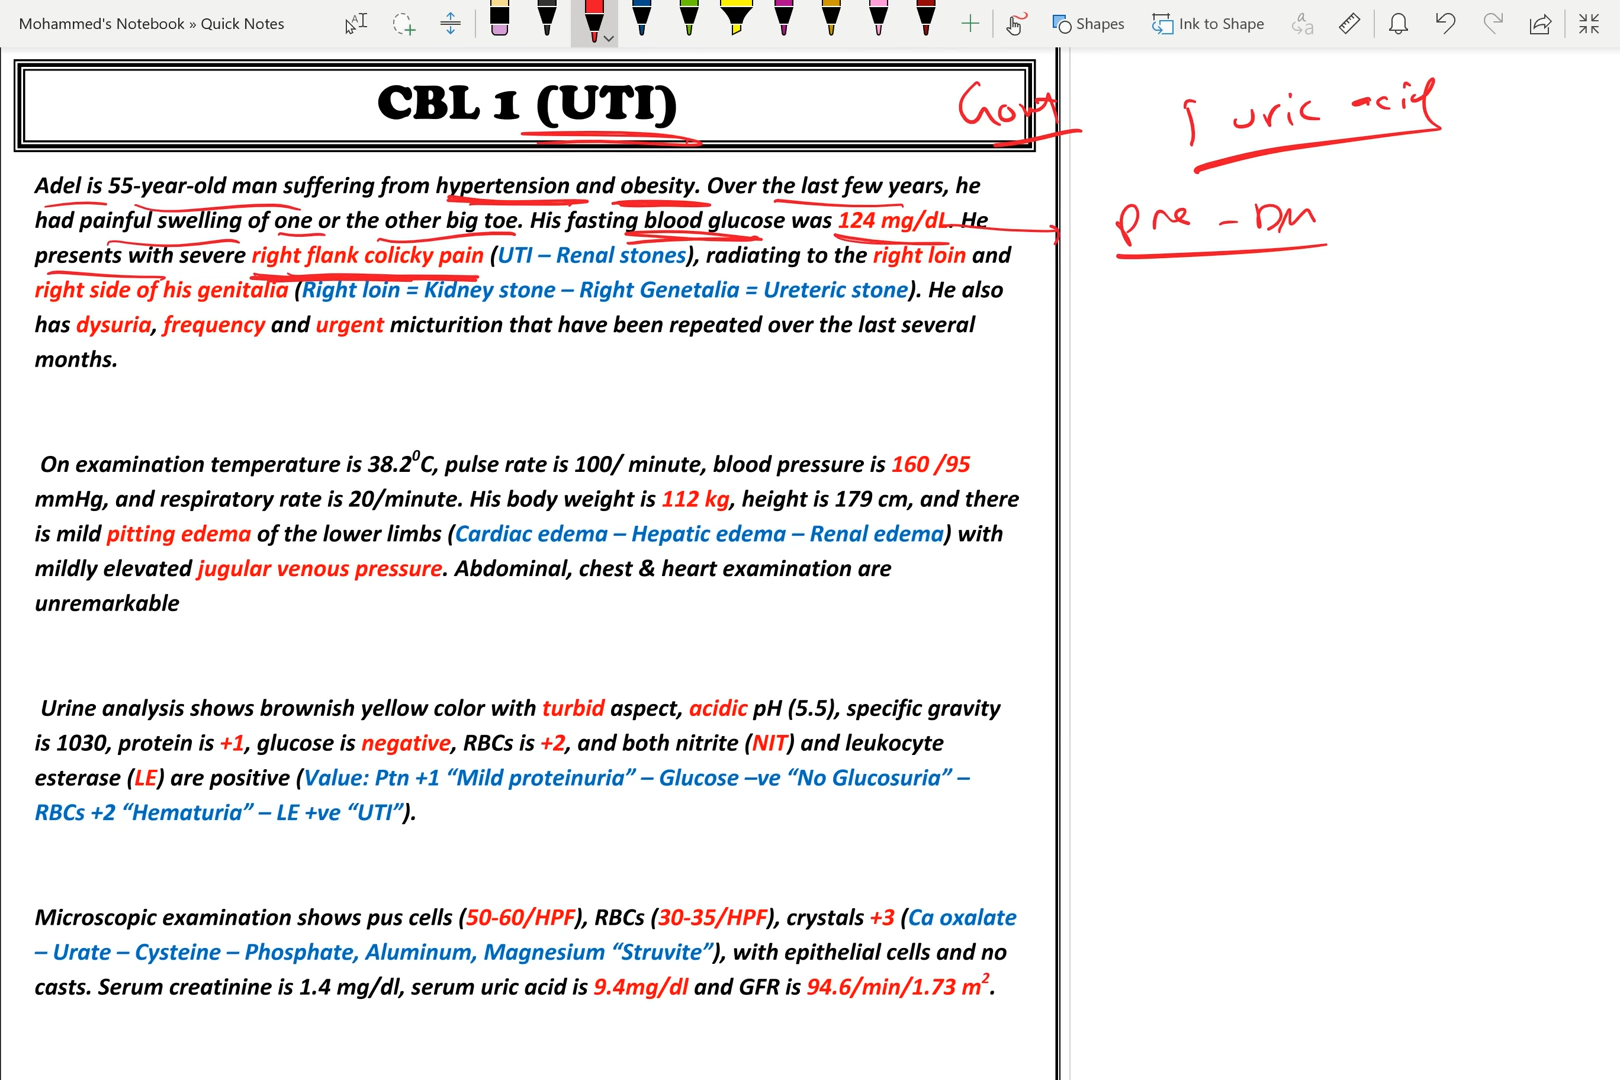 Mohammed's Notebook » Quick Notes
Shapes
Ink to Shape
CBL 1 (UTI)
Gout
↑ uric acid
Adel is 55-year-old man suffering from hypertension and obesity. Over the last few years, he
had painful swelling of one or the other big toe. His fasting blood glucose was 124 mg/dL. He
pre - DM
presents with severe right flank colicky pain (UTI – Renal stones), radiating to the right loin and
right side of his genitalia (Right loin = Kidney stone – Right Genetalia = Ureteric stone). He also
has dysuria, frequency and urgent micturition that have been repeated over the last several
months.
On examination temperature is 38.2⁰C, pulse rate is 100/ minute, blood pressure is 160 /95
mmHg, and respiratory rate is 20/minute. His body weight is 112 kg, height is 179 cm, and there
is mild pitting edema of the lower limbs (Cardiac edema – Hepatic edema – Renal edema) with
mildly elevated jugular venous pressure. Abdominal, chest & heart examination are
unremarkable
Urine analysis shows brownish yellow color with turbid aspect, acidic pH (5.5), specific gravity
is 1030, protein is +1, glucose is negative, RBCs is +2, and both nitrite (NIT) and leukocyte
esterase (LE) are positive (Value: Ptn +1 “Mild proteinuria” – Glucose –ve “No Glucosuria” –
RBCs +2 “Hematuria” – LE +ve “UTI”).
Microscopic examination shows pus cells (50-60/HPF), RBCs (30-35/HPF), crystals +3 (Ca oxalate
– Urate – Cysteine – Phosphate, Aluminum, Magnesium “Struvite”), with epithelial cells and no
casts. Serum creatinine is 1.4 mg/dl, serum uric acid is 9.4mg/dl and GFR is 94.6/min/1.73 m².